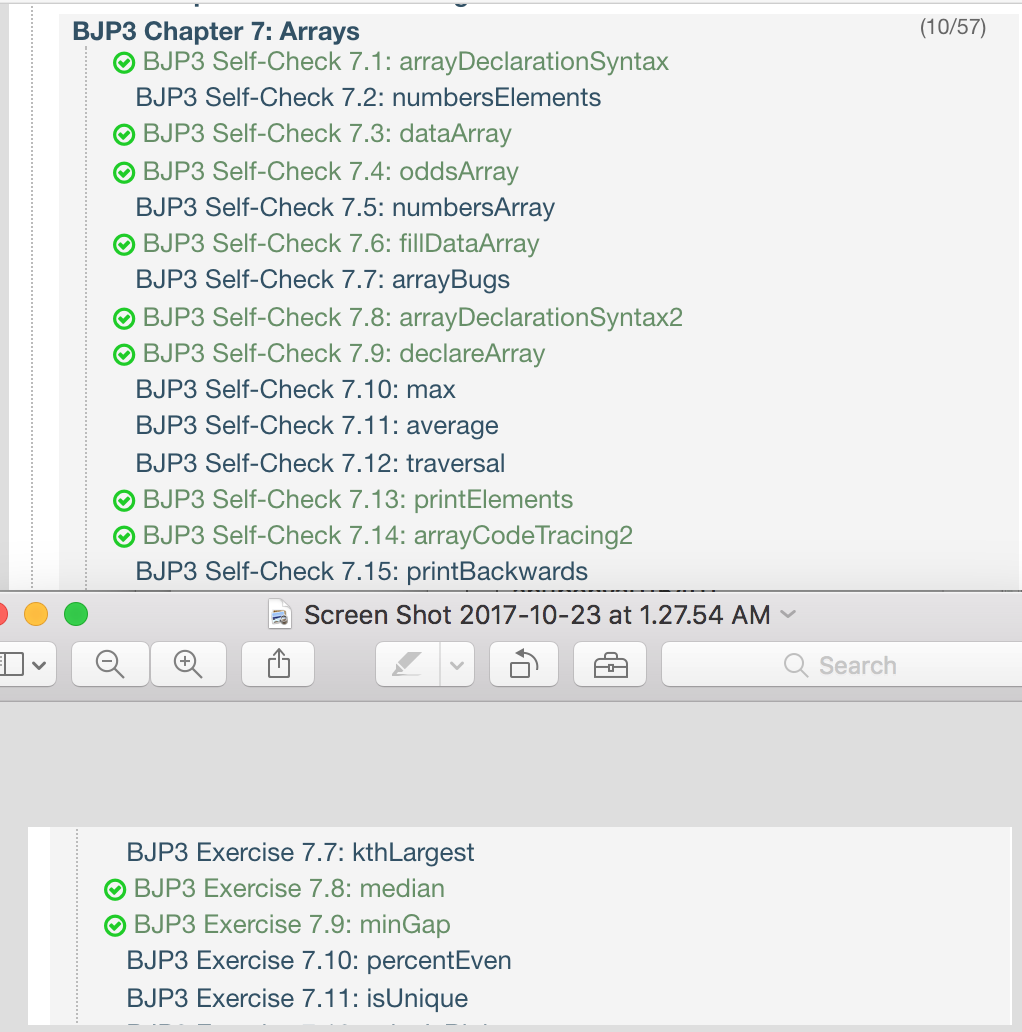 BJP3 Chapter 7: Arrays (10/57)
BJP3 Self-Check 7.1: arrayDeclarationSyntax
BJP3 Self-Check 7.2: numbersElements
BJP3 Self-Check 7.3: dataArray
BJP3 Self-Check 7.4: oddsArray
BJP3 Self-Check 7.5: numbersArray
BJP3 Self-Check 7.6: fillDataArray
BJP3 Self-Check 7.7: arrayBugs
BJP3 Self-Check 7.8: arrayDeclarationSyntax2
BJP3 Self-Check 7.9: declareArray
BJP3 Self-Check 7.10: max
BJP3 Self-Check 7.11: average
BJP3 Self-Check 7.12: traversal
BJP3 Self-Check 7.13: printElements
BJP3 Self-Check 7.14: arrayCodeTracing2
BJP3 Self-Check 7.15: printBackwards
Screen Shot 2017-10-23 at 1.27.54 AM
Search
BJP3 Exercise 7.7: kthLargest
BJP3 Exercise 7.8: median
BJP3 Exercise 7.9: minGap
BJP3 Exercise 7.10: percentEven
BJP3 Exercise 7.11: isUnique